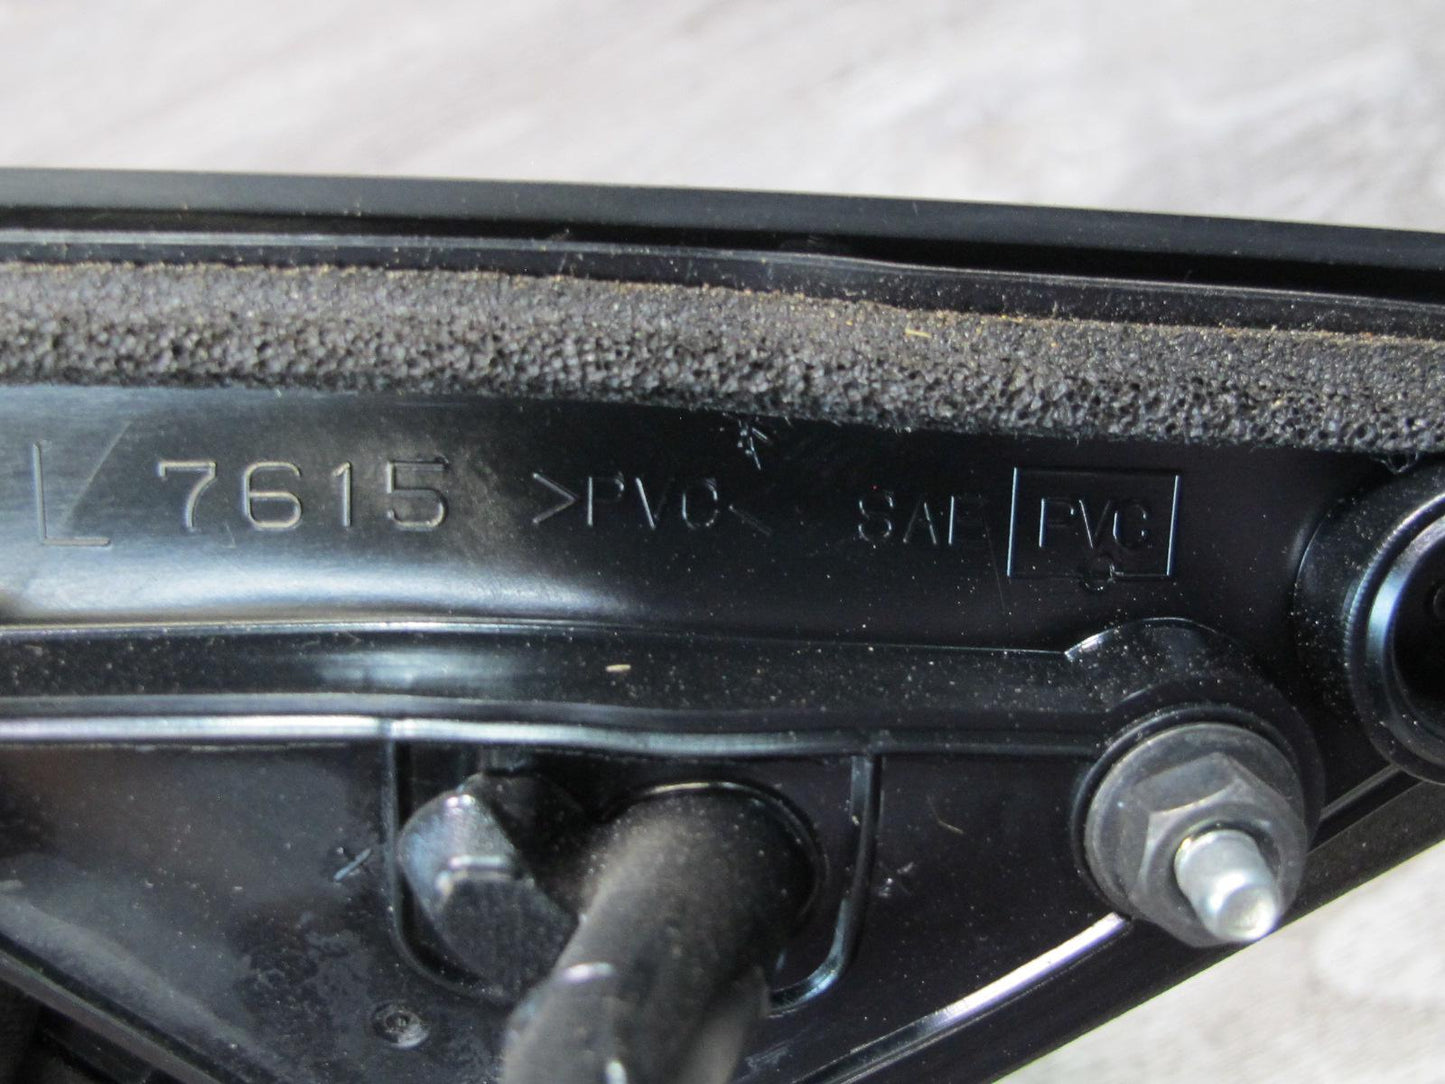 L 7615 >PVC< SAE PVC